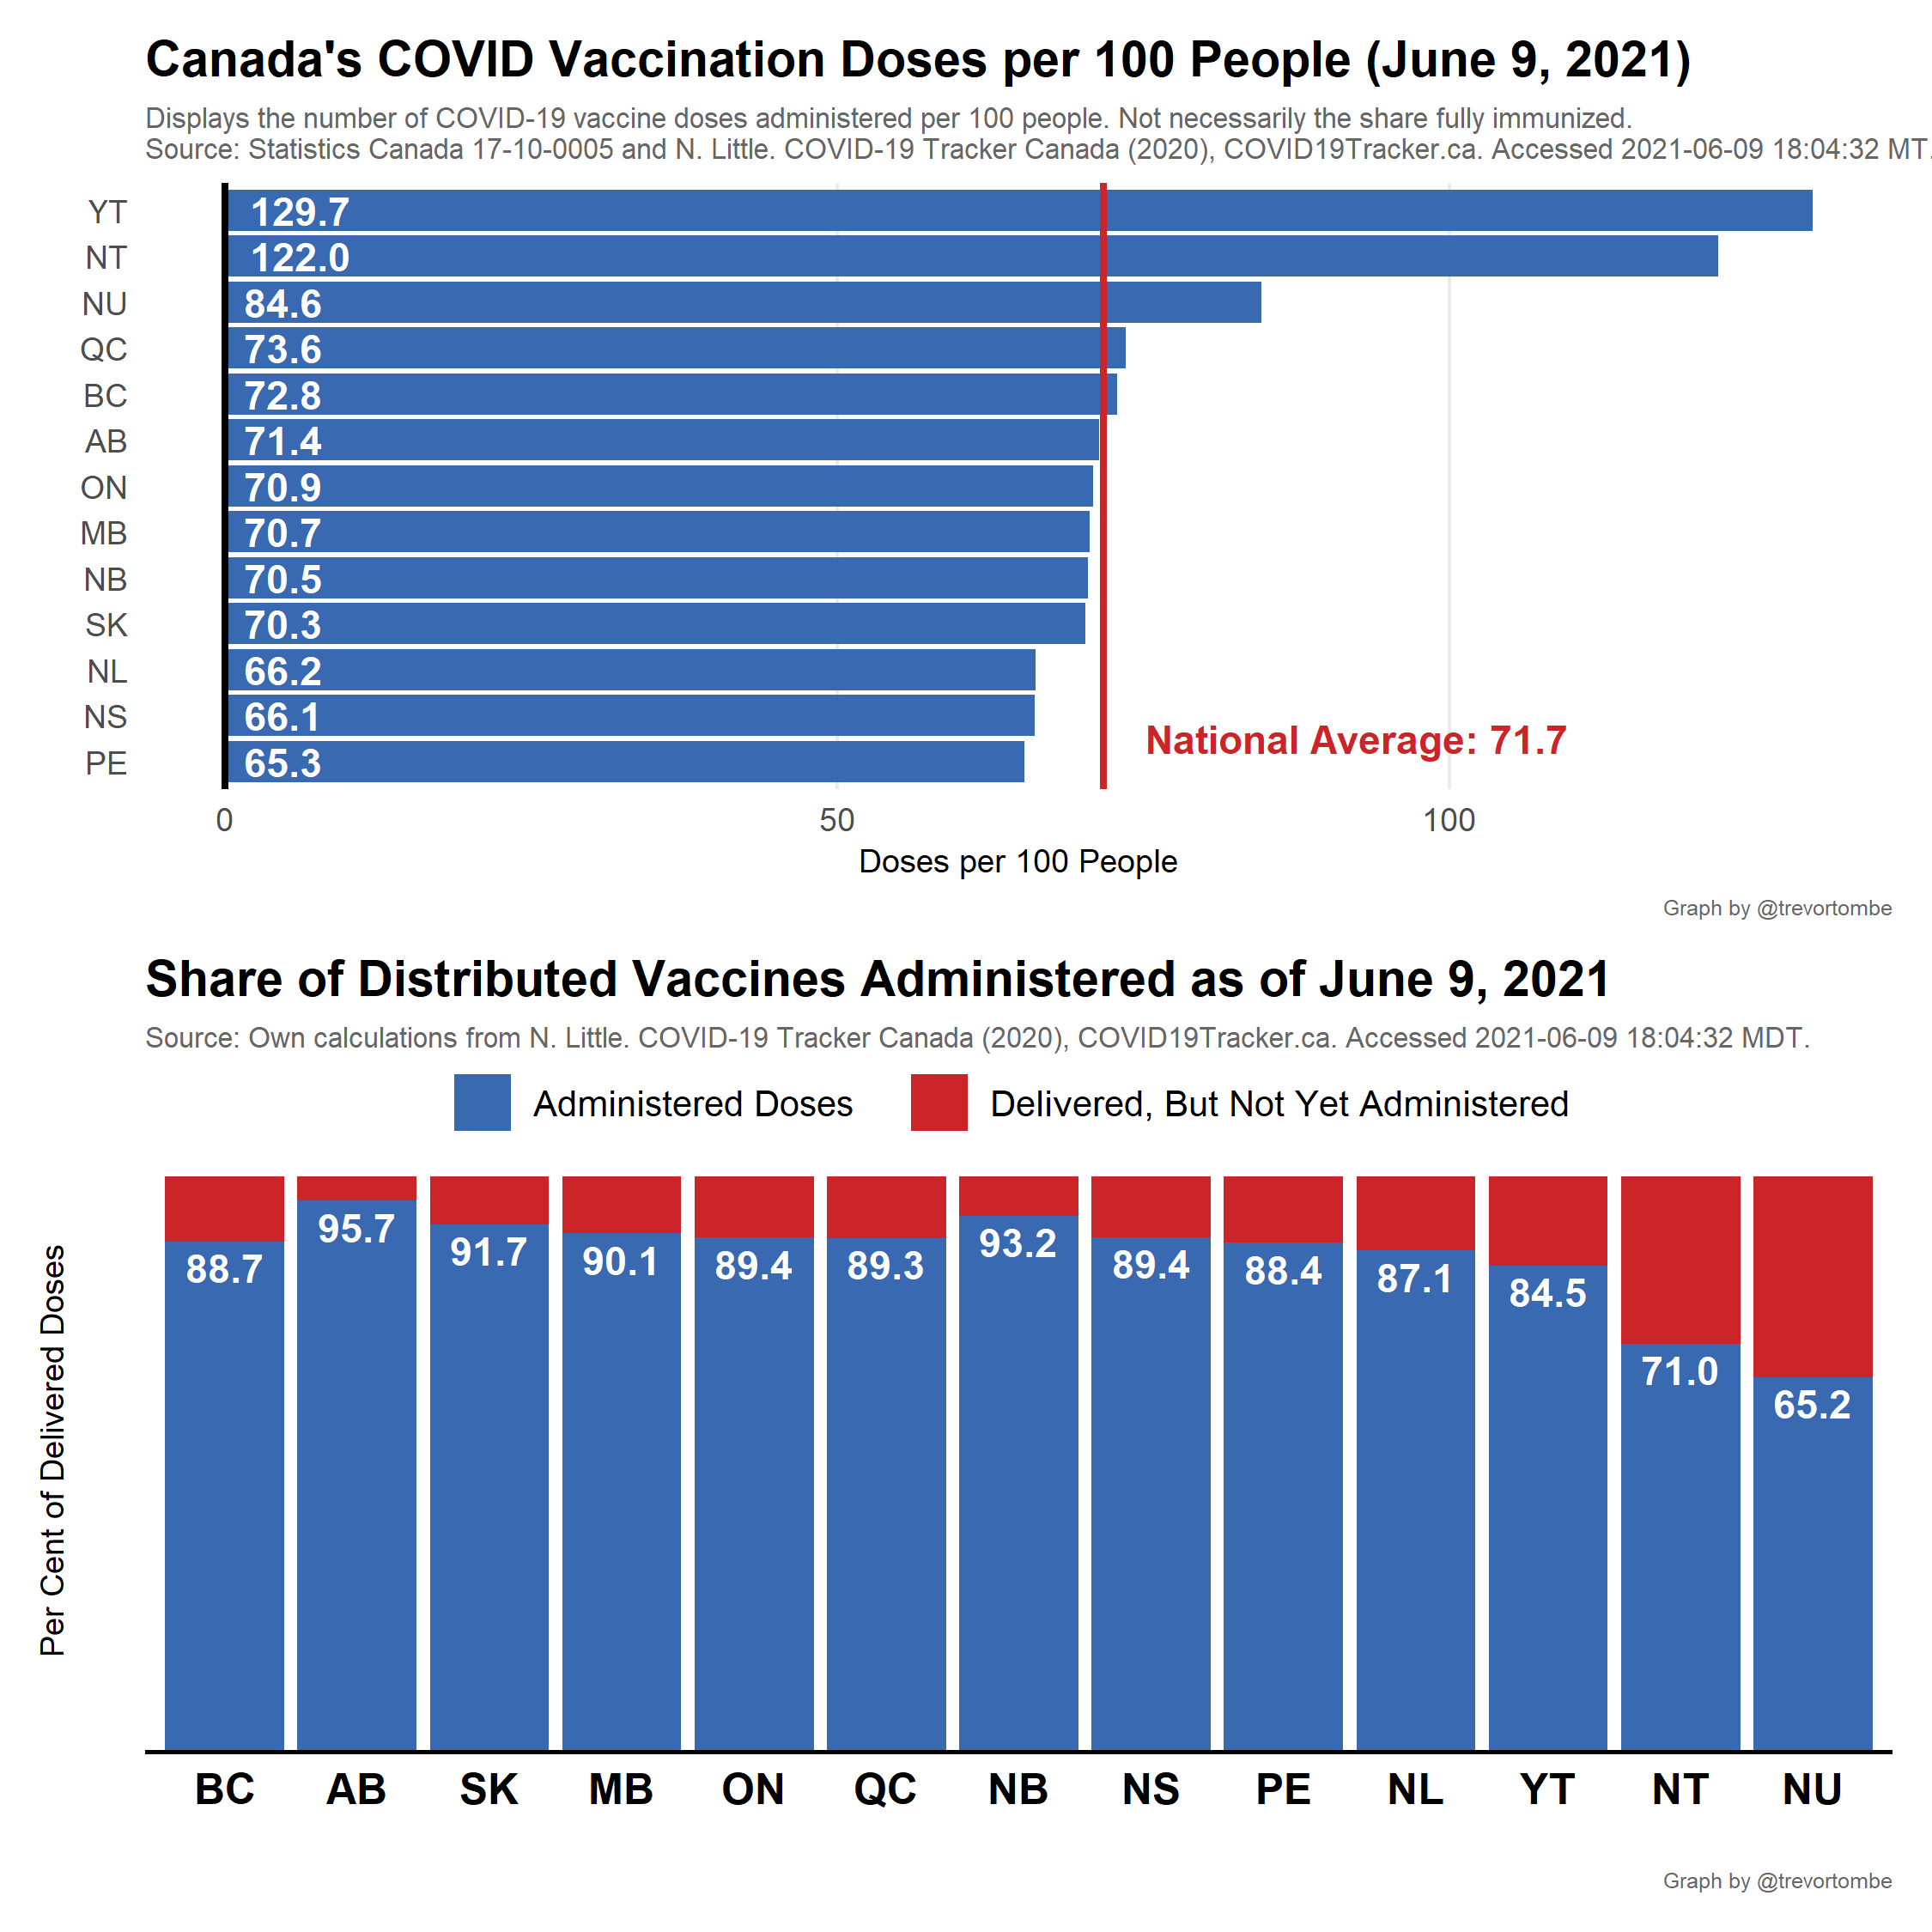 Canada's COVID Vaccination Doses per 100 People (June 9, 2021)
Displays the number of COVID-19 vaccine doses administered per 100 people. Not necessarily the share fully immunized.
Source: Statistics Canada 17-10-0005 and N. Little. COVID-19 Tracker Canada (2020), COVID19Tracker.ca. Accessed 2021-06-09 18:04:32 MT.
YT 129.7
NT 122.0
NU 84.6
QC 73.6
BC 72.8
AB 71.4
ON 70.9
MB 70.7
NB 70.5
SK 70.3
NL 66.2
NS 66.1
National Average: 71.7
PE 65.3
0 50 100
Doses per 100 People
Graph by @trevortombe
Share of Distributed Vaccines Administered as of June 9, 2021
Source: Own calculations from N. Little. COVID-19 Tracker Canada (2020), COVID19Tracker.ca. Accessed 2021-06-09 18:04:32 MDT.
Administered Doses Delivered, But Not Yet Administered
Per Cent of Delivered Doses
88.7 95.7 91.7 90.1 89.4 89.3 93.2 89.4 88.4 87.1 84.5 71.0 65.2
BC AB SK MB ON QC NB NS PE NL YT NT NU
Graph by @trevortombe